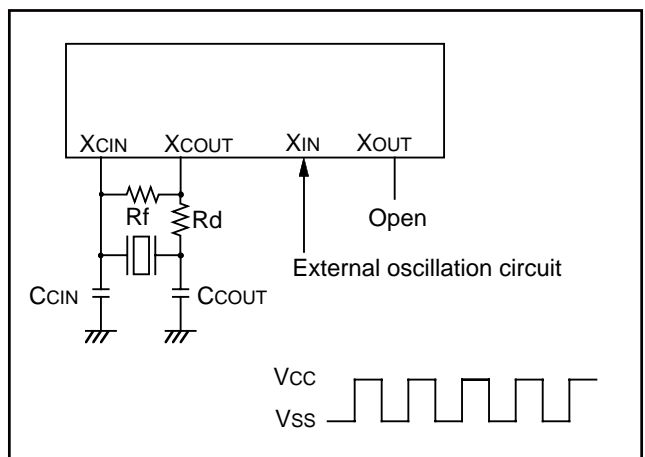 XCIN XCOUT XIN XOUT
Rf Rd
Open
External oscillation circuit
CCIN CCOUT
VCC
VSS